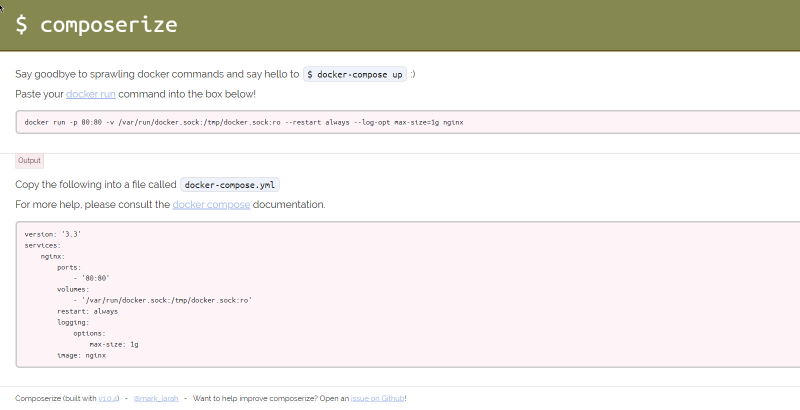 $ composerize
Say goodbye to sprawling docker commands and say hello to $ docker-compose up :)
Paste your docker run command into the box below!
docker run -p 80:80 -v /var/run/docker.sock:/tmp/docker.sock:ro --restart always --log-opt max-size=1g nginx
Output
Copy the following into a file called docker-compose.yml
For more help, please consult the docker compose documentation.
version: '3.3'
services:
    nginx:
        ports:
            - '80:80'
        volumes:
            - '/var/run/docker.sock:/tmp/docker.sock:ro'
        restart: always
        logging:
            options:
                max-size: 1g
        image: nginx
Composerize (built with v1.0.4) - @mark_larah - Want to help improve composerize? Open an issue on Github!